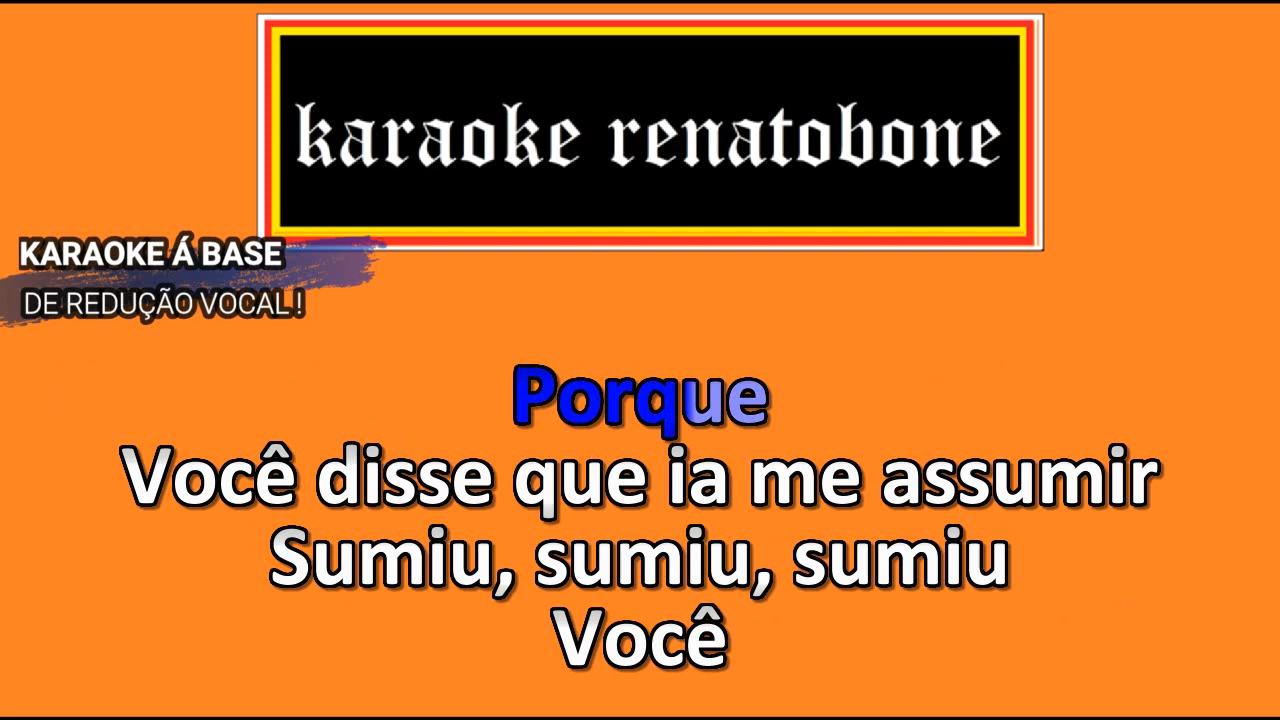 karaoke renatobone
KARAOKE Á BASE
DE REDUÇÃO VOCAL !
Porque
Você disse que ia me assumir
Sumiu, sumiu, sumiu
Você